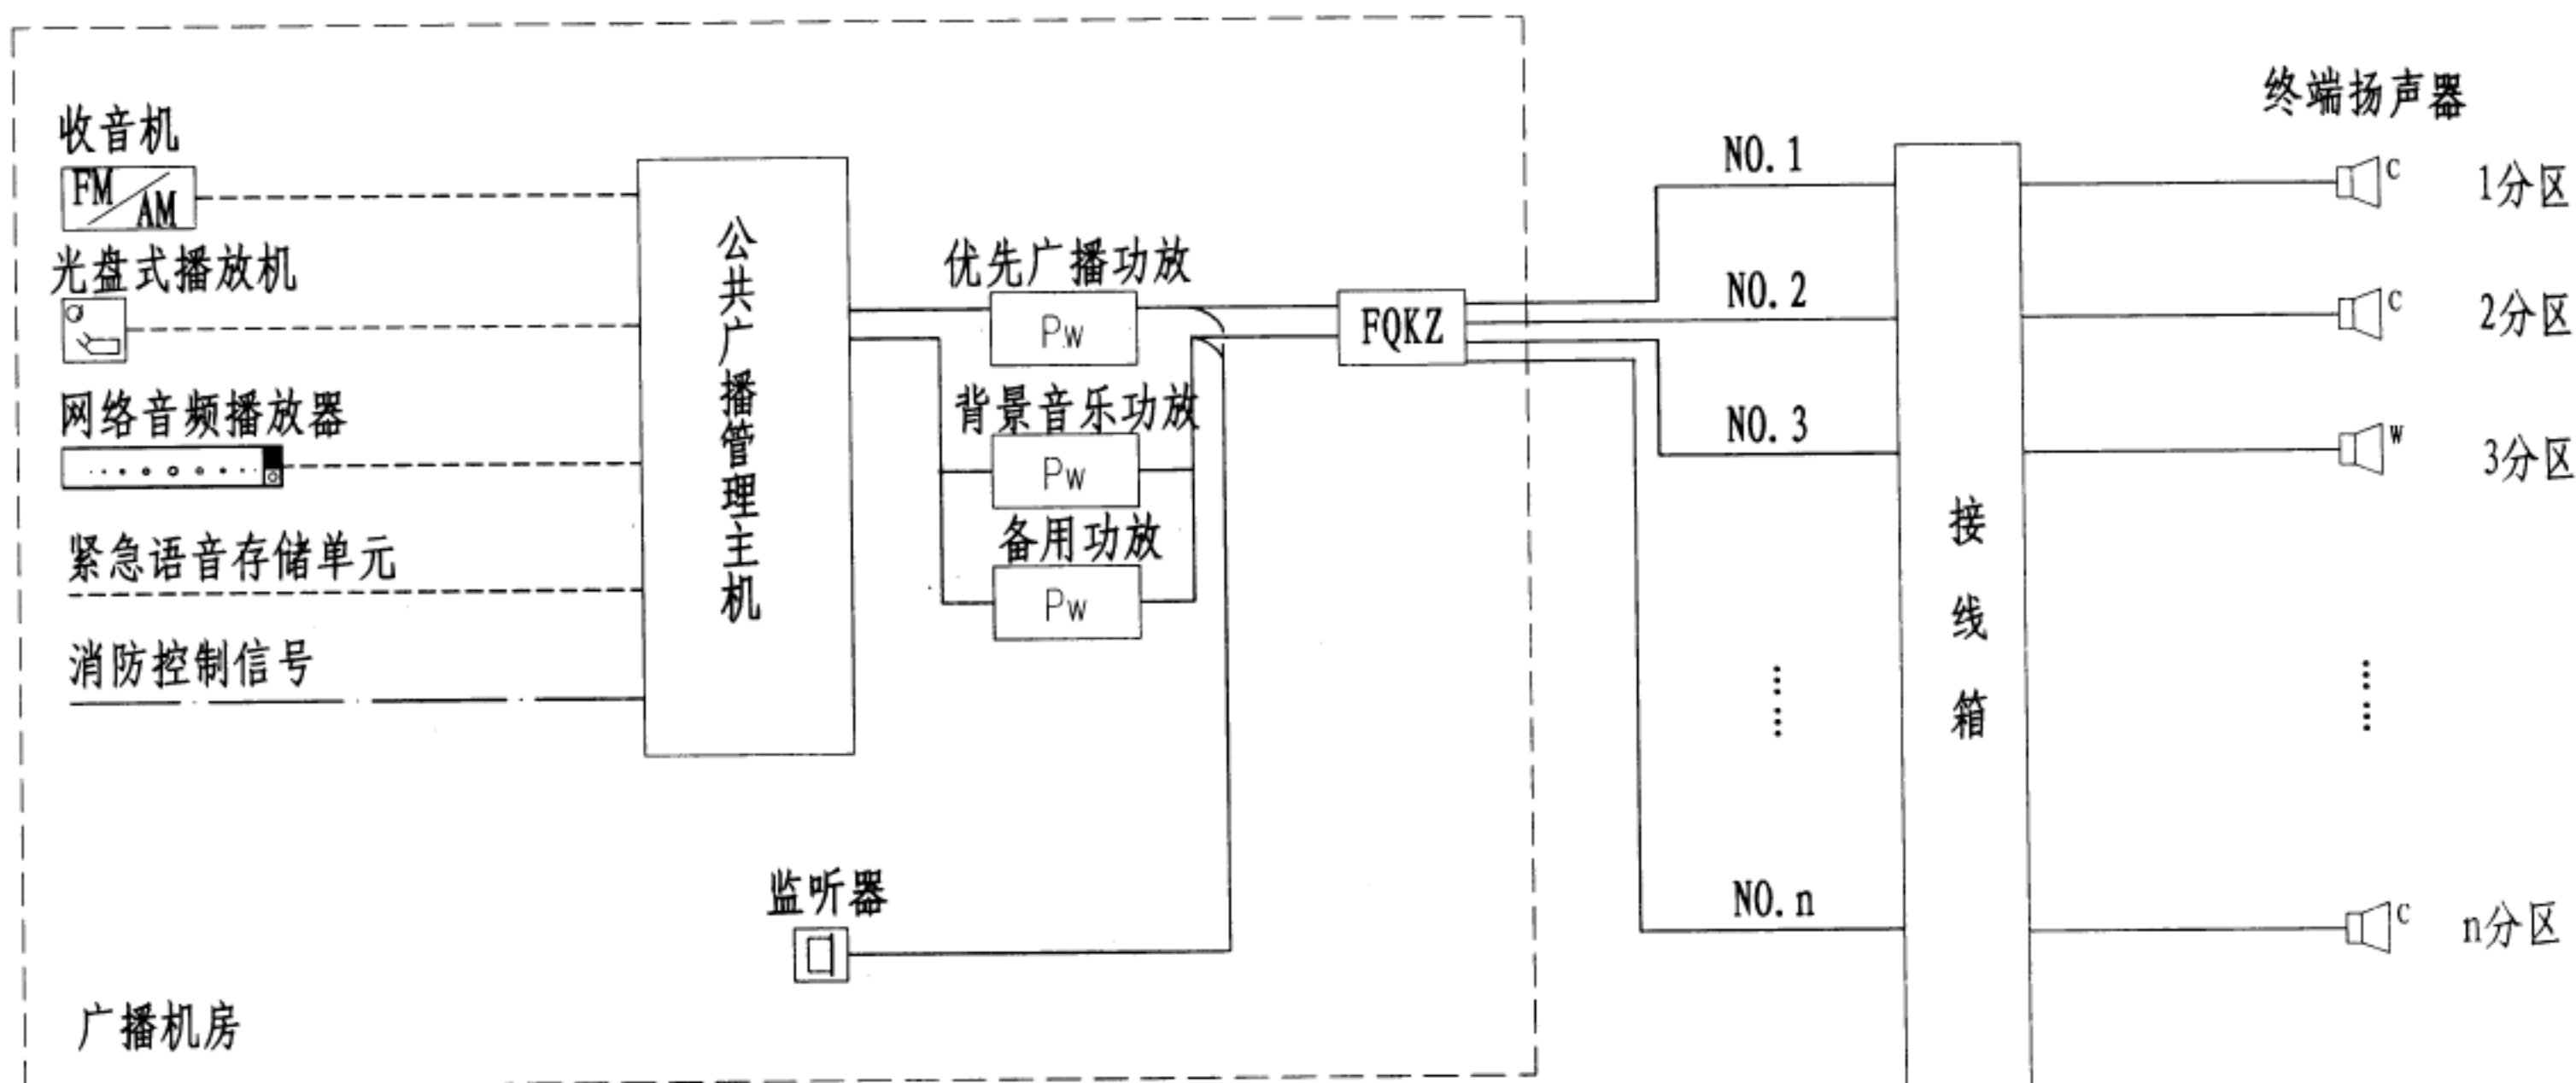 终端扬声器
收音机
FM/AM
光盘式播放机
网络音频播放器
紧急语音存储单元
消防控制信号
公共广播管理主机
优先广播功放
Pw
背景音乐功放
Pw
备用功放
Pw
FQKZ
监听器
广播机房
NO.1
NO.2
NO.3
......
NO.n
接线箱
C
1分区
C
2分区
W
3分区
......
C
n分区